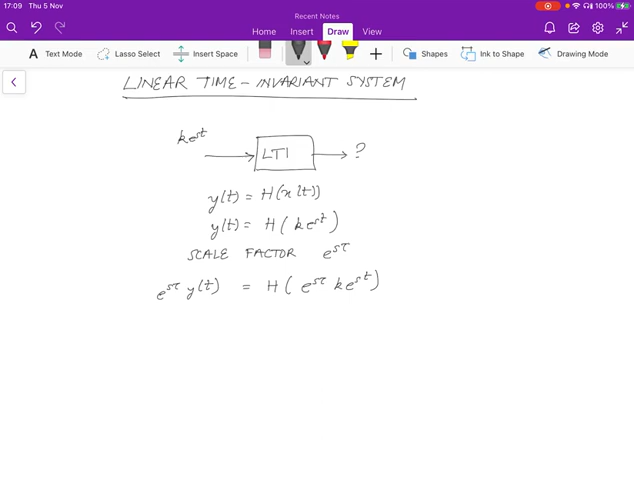 17:09 Thu 5 Nov
100%
Recent Notes
Home Insert Draw View
A Text Mode Lasso Select Insert Space Shapes Ink to Shape Drawing Mode
LINEAR TIME-INVARIANT SYSTEM
ke^{st}
LTI ?
y(t) = H(x(t))
y(t) = H(ke^{st})
SCALE FACTOR e^{sτ}
e^{sτ} y(t) = H(e^{sτ} ke^{st})